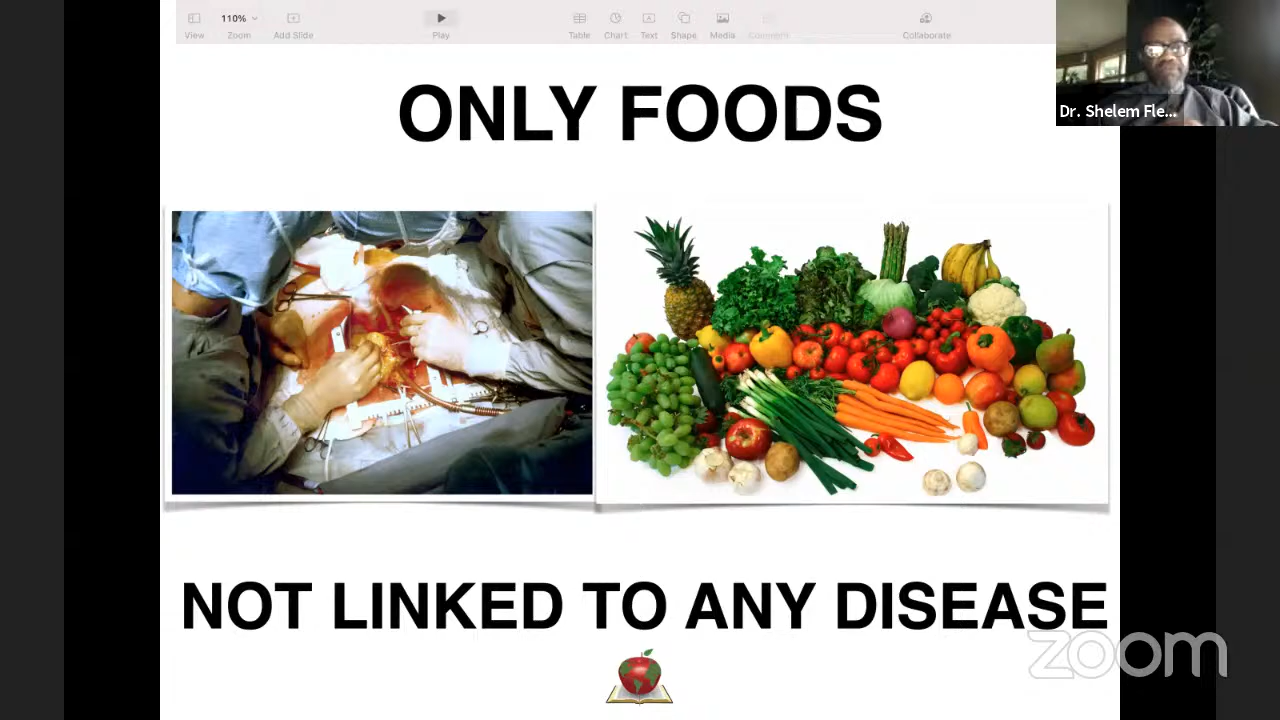 110%
View
Zoom
Add Slide
Play
Table
Chart
Text
Shape
Media
Comment
Collaborate
Dr. Shelem Fle...
ONLY FOODS
NOT LINKED TO ANY DISEASE
zoom